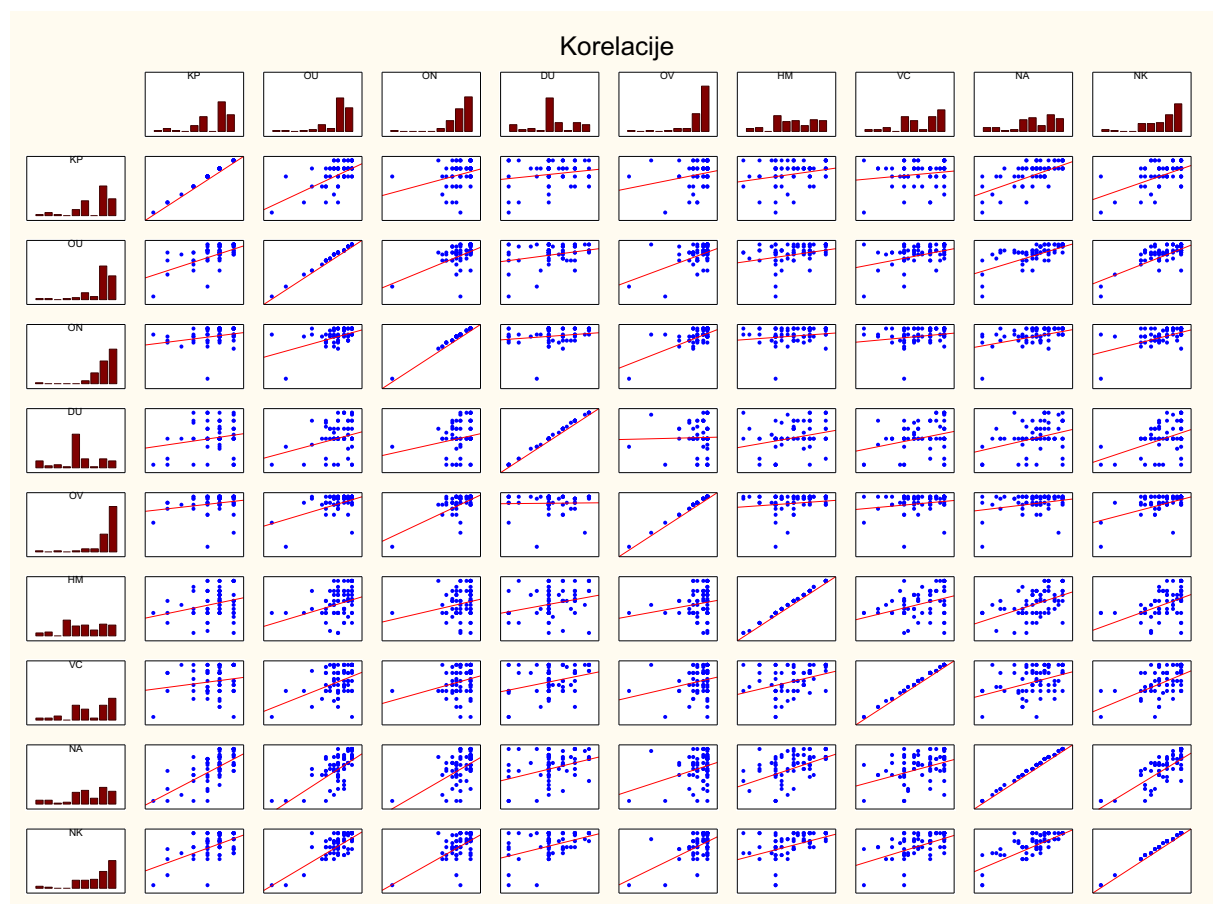 Korelacije
KP OU ON DU OV HM VC NA NK
KP
OU
ON
DU
OV
HM
VC
NA
NK